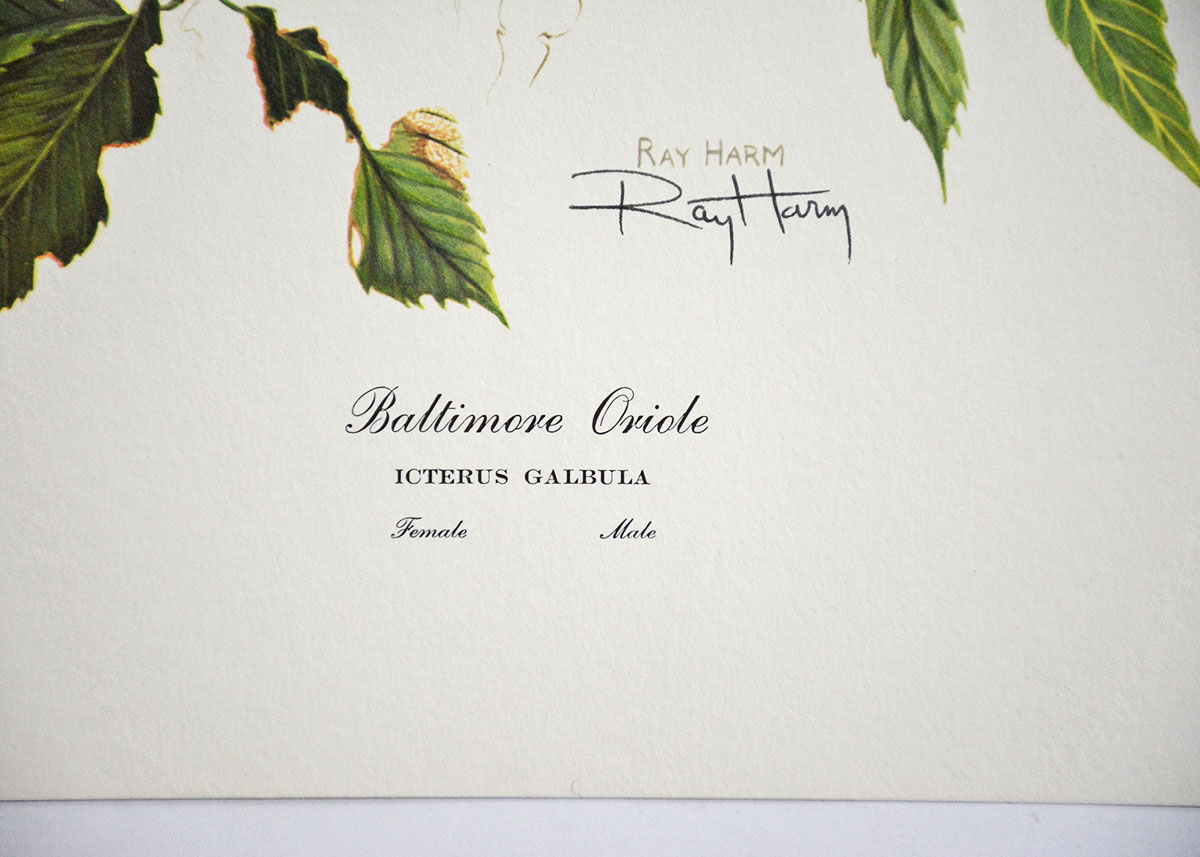 RAY HARM
Ray Harm
Baltimore Oriole
ICTERUS GALBULA
Female Male